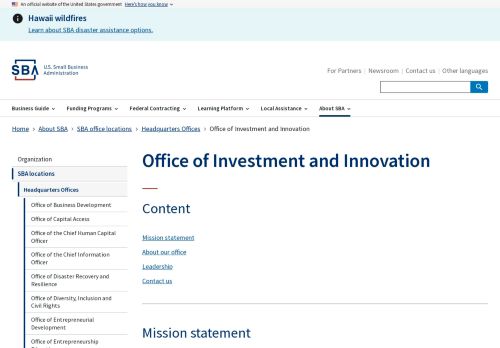 An official website of the United States government Here's how you know
Hawaii wildfires
Learn about SBA disaster assistance options.
SBA
U.S. Small Business
Administration
For Partners Newsroom Contact us Other languages
Business Guide Funding Programs Federal Contracting Learning Platform Local Assistance About SBA
Home About SBA SBA office locations Headquarters Offices Office of Investment and Innovation
Organization
SBA locations
Headquarters Offices
Office of Business Development
Office of Capital Access
Office of the Chief Human Capital
Officer
Office of the Chief Information
Officer
Office of Disaster Recovery and
Resilience
Office of Diversity, Inclusion and
Civil Rights
Office of Entrepreneurial
Development
Office of Entrepreneurship
Office of Investment and Innovation
Content
Mission statement
About our office
Leadership
Contact us
Mission statement